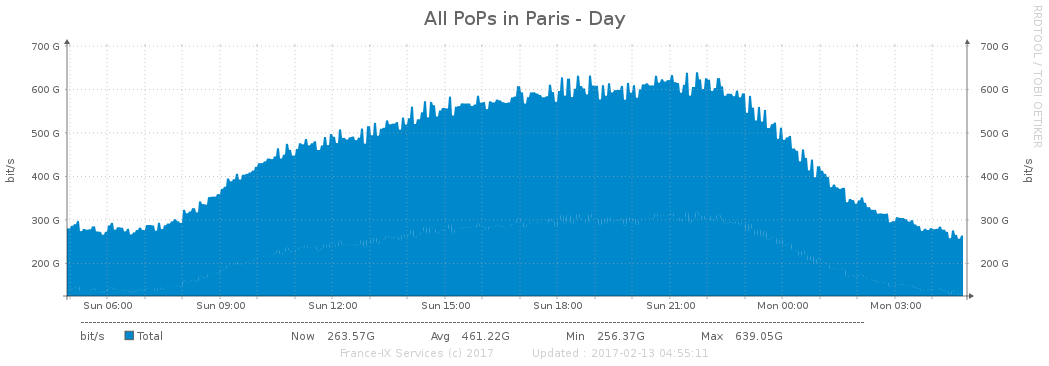 All PoPs in Paris - Day
RRDTOOL / TOBI OETIKER
bit/s
700 G
600 G
500 G
400 G
300 G
200 G
700 G
600 G
500 G
400 G
300 G
200 G
bit/s
Sun 06:00 Sun 09:00 Sun 12:00 Sun 15:00 Sun 18:00 Sun 21:00 Mon 00:00 Mon 03:00
bit/s Total Now 263.57G Avg 461.22G Min 256.37G Max 639.05G
France-IX Services (c) 2017 Updated : 2017-02-13 04:55:11